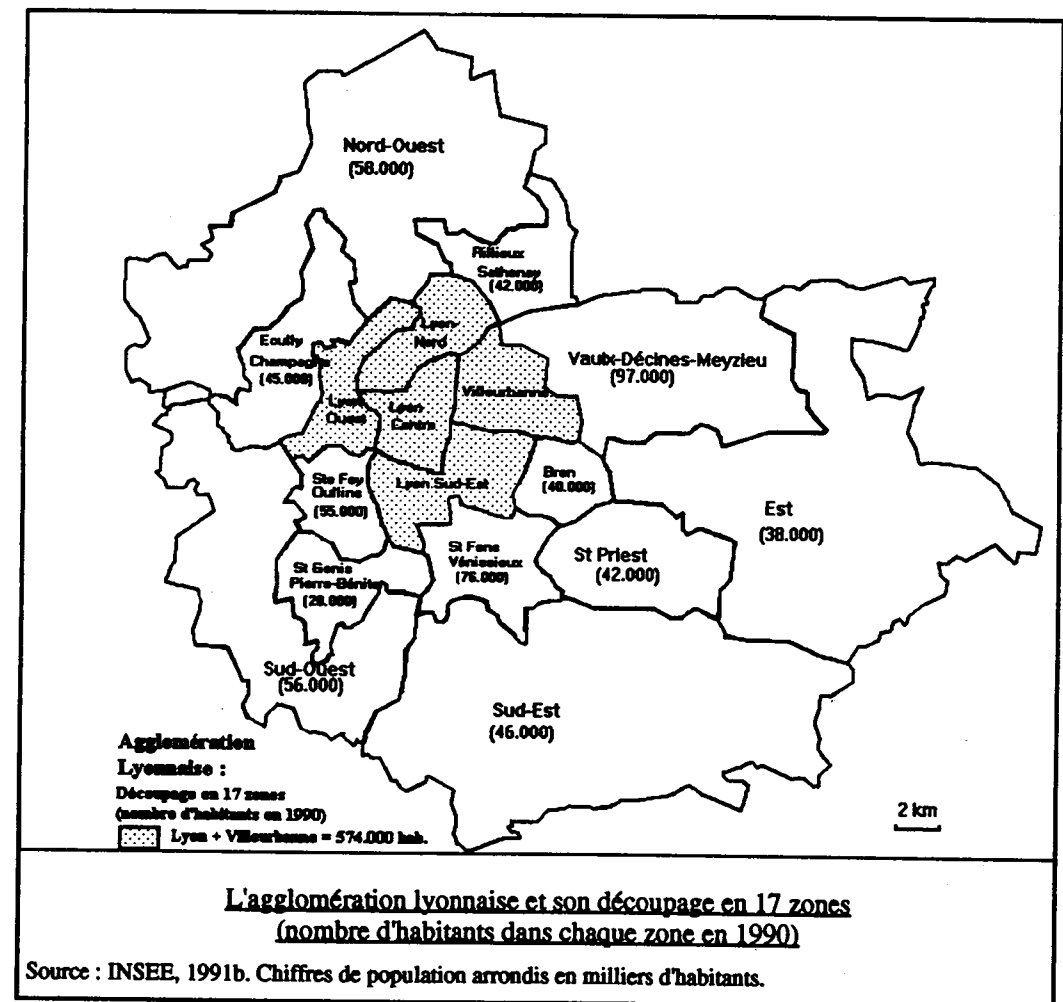 Nord-Ouest
(58.000)
Rillieux
Sathonay
(42.000)
Lyon-
Nord
Ecully
Champagne
(45.000)
Vaulx-Décines-Meyzieu
(97.000)
Villeurbanne
Lyon
Ouest
Lyon
Centre
Ste Foy
Oullins
(55.000)
Lyon Sud-Est
Bron
(40.000)
Est
(38.000)
St Fons
Vénissieux
(76.000)
St Priest
(42.000)
St Genis
Pierre-Bénite
(28.000)
Sud-Ouest
(56.000)
Sud-Est
(46.000)
Agglomération
Lyonnaise :
Découpage en 17 zones
(nombre d'habitants en 1990)
Lyon + Villeurbanne = 574.000 hab.
2 km
L'agglomération lyonnaise et son découpage en 17 zones
(nombre d'habitants dans chaque zone en 1990)
Source : INSEE, 1991b. Chiffres de population arrondis en milliers d'habitants.